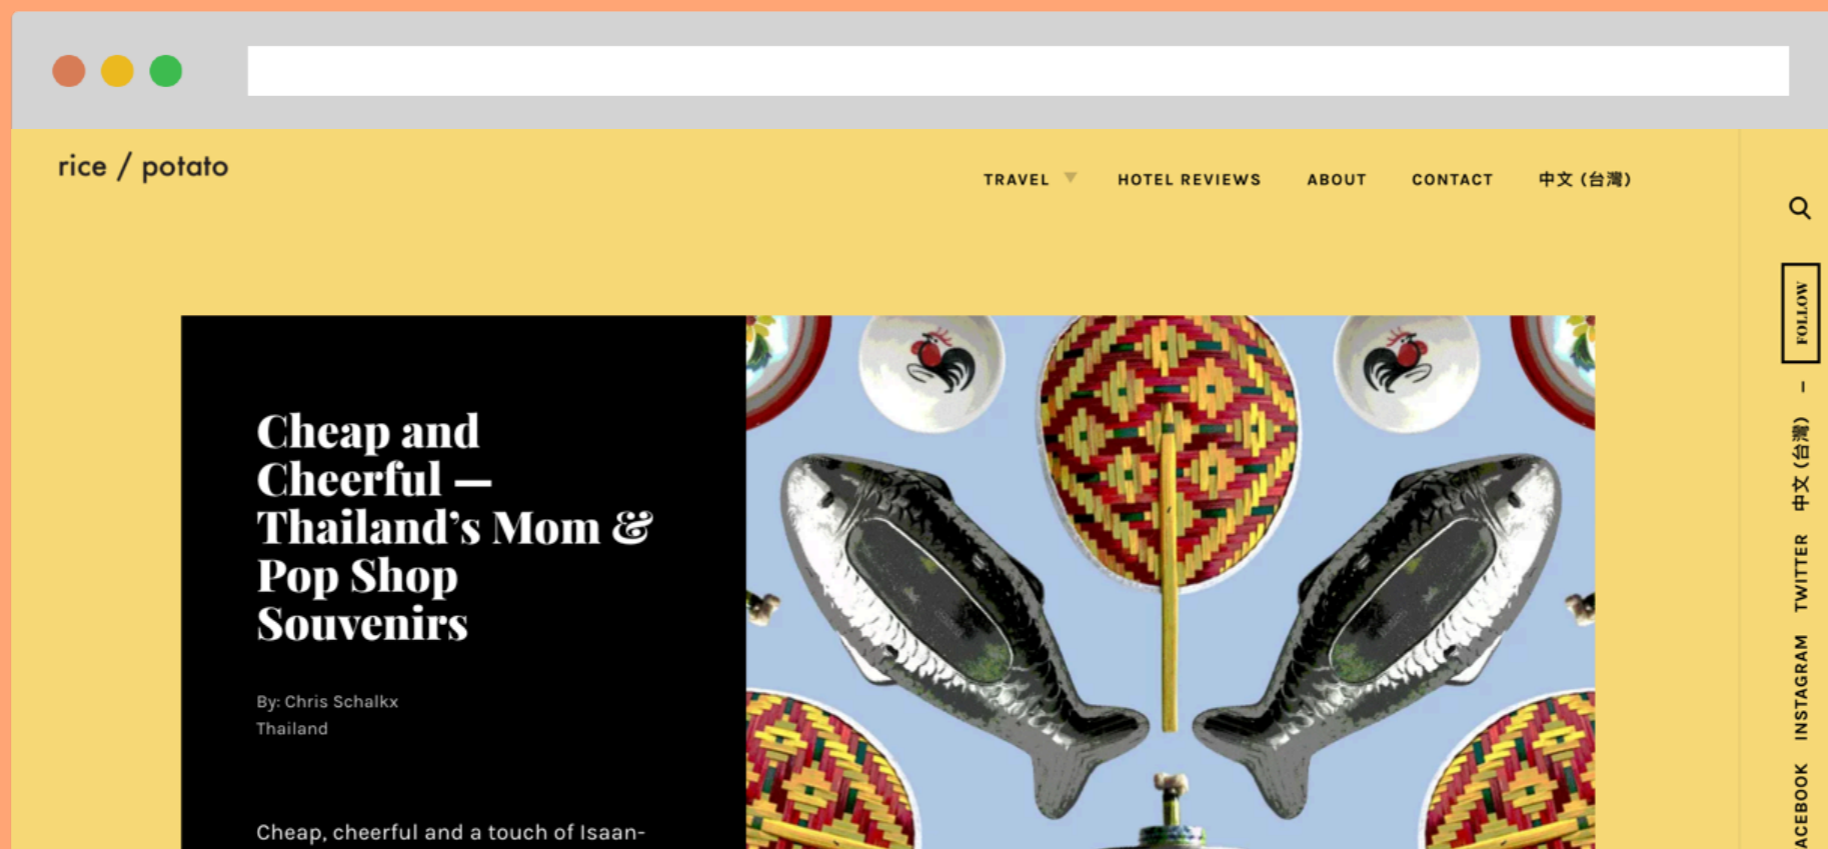 rice / potato
TRAVEL
HOTEL REVIEWS
ABOUT
CONTACT
中文 (台灣)
Cheap and
Cheerful —
Thailand’s Mom &
Pop Shop
Souvenirs
By: Chris Schalkx
Thailand
Cheap, cheerful and a touch of Isaan-
FOLLOW
—
中文 (台灣)
TWITTER
INSTAGRAM
ACEBOOK